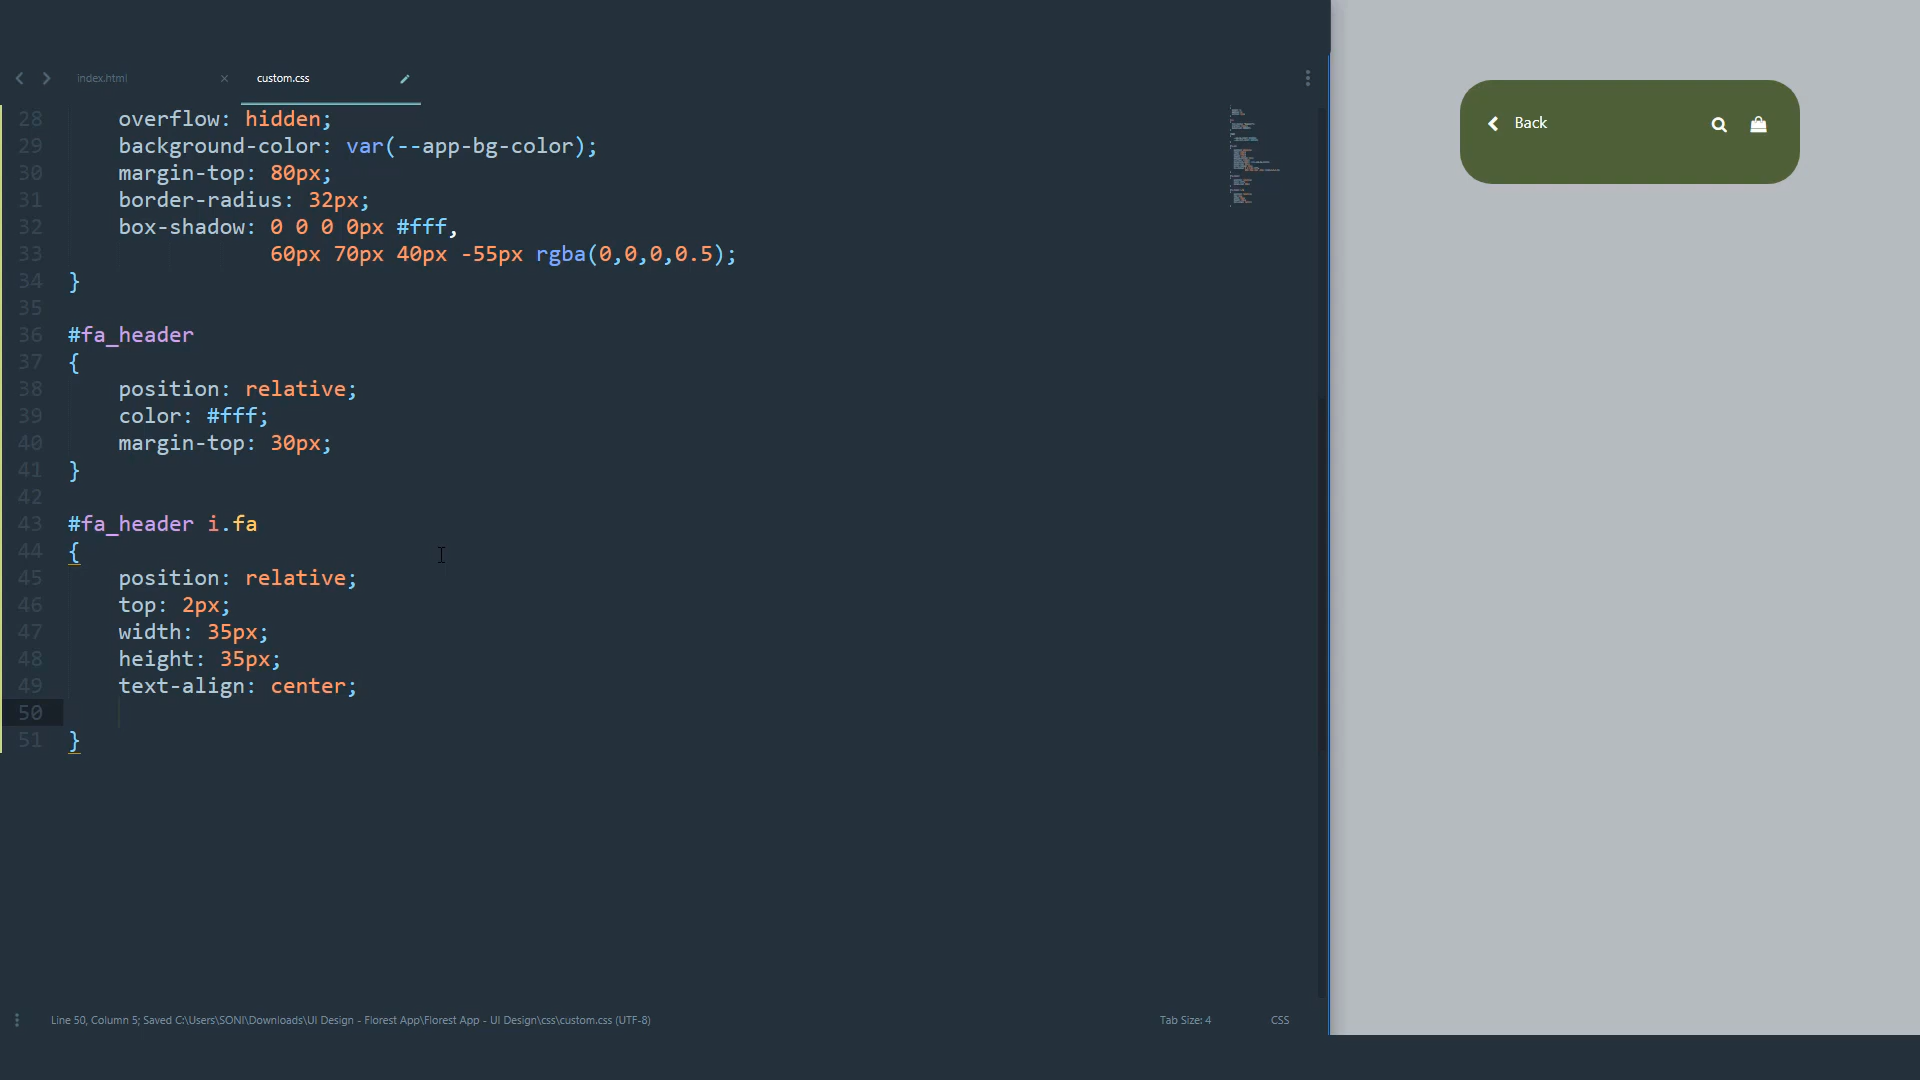 index.html
custom.css
28 overflow: hidden;
29 background-color: var(--app-bg-color);
30 margin-top: 80px;
31 border-radius: 32px;
32 box-shadow: 0 0 0 0px #fff,
33 60px 70px 40px -55px rgba(0,0,0,0.5);
34 }
35
36 #fa_header
37 {
38 position: relative;
39 color: #fff;
40 margin-top: 30px;
41 }
42
43 #fa_header i.fa
44 {
45 position: relative;
46 top: 2px;
47 width: 35px;
48 height: 35px;
49 text-align: center;
50
51 }
Line 50, Column 5; Saved C:\Users\SONI\Downloads\UI Design - Florest App\Florest App - UI Design\css\custom.css (UTF-8)
Tab Size: 4
CSS
Back